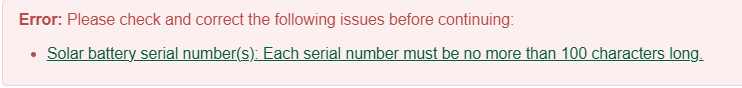 Error: Please check and correct the following issues before continuing:
Solar battery serial number(s): Each serial number must be no more than 100 characters long.